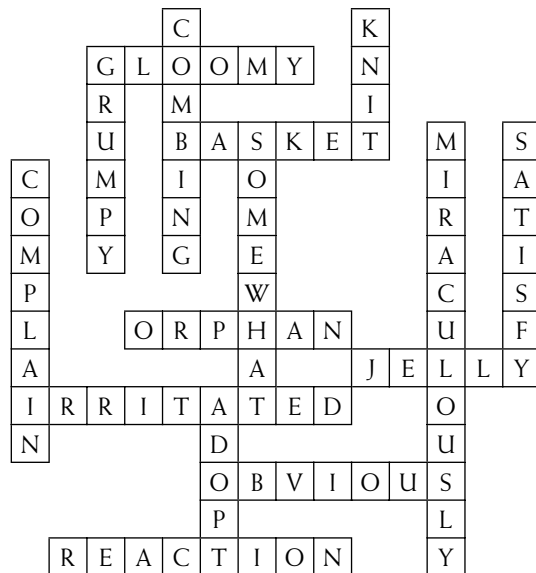 C K
G L O O M Y N
R M I
U B A S K E T M S
C M I O I A
O P N M R T
M Y G E A I
P W C S
L O R P H A N U F
A A J E L L Y
I R R I T A T E D O
N D U
O B V I O U S
P L
R E A C T I O N Y